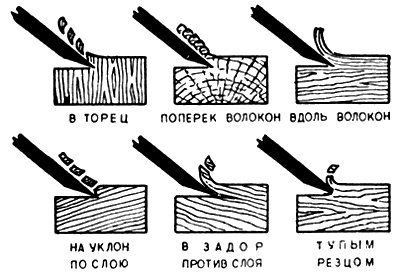 В ТОРЕЦ
ПОПЕРЕК ВОЛОКОН
ВДОЛЬ ВОЛОКОН
НА УКЛОН
ПО СЛОЮ
В ЗАДОР
ПРОТИВ СЛОЯ
ТУПЫМ
РЕЗЦОМ